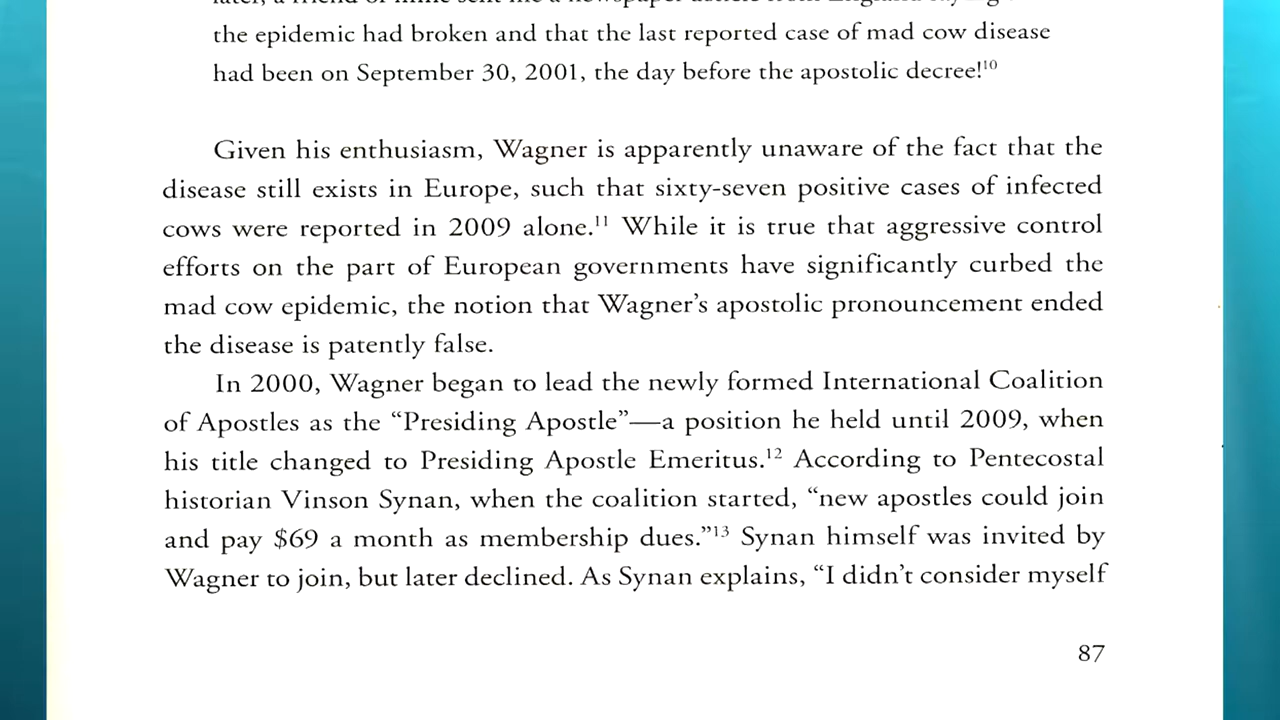 the epidemic had broken and that the last reported case of mad cow disease
had been on September 30, 2001, the day before the apostolic decree!¹⁰
Given his enthusiasm, Wagner is apparently unaware of the fact that the
disease still exists in Europe, such that sixty-seven positive cases of infected
cows were reported in 2009 alone.¹¹ While it is true that aggressive control
efforts on the part of European governments have significantly curbed the
mad cow epidemic, the notion that Wagner’s apostolic pronouncement ended
the disease is patently false.
In 2000, Wagner began to lead the newly formed International Coalition
of Apostles as the “Presiding Apostle”—a position he held until 2009, when
his title changed to Presiding Apostle Emeritus.¹² According to Pentecostal
historian Vinson Synan, when the coalition started, “new apostles could join
and pay $69 a month as membership dues.”¹³ Synan himself was invited by
Wagner to join, but later declined. As Synan explains, “I didn’t consider myself
87